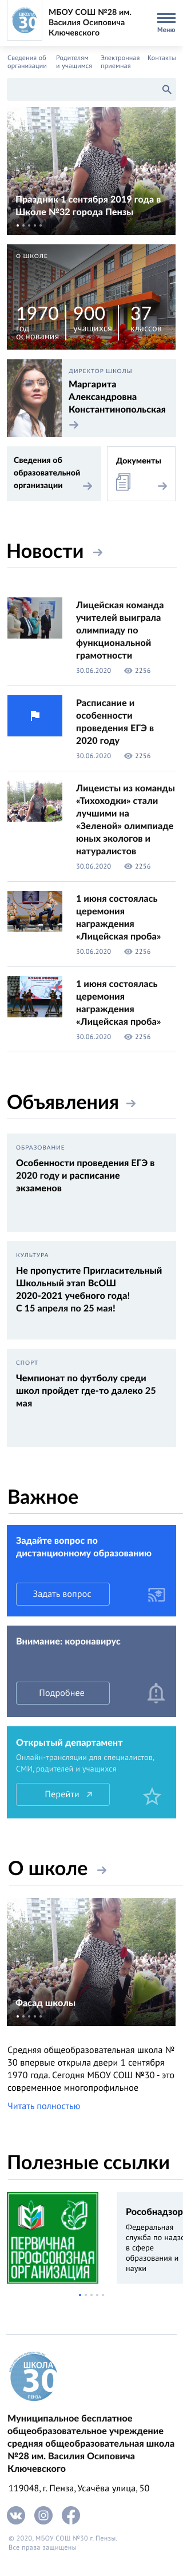 30
МБОУ СОШ №28 им.
Василия Осиповича
Ключевского
Меню
Сведения об
организации
Родителям
и учащимся
Электронная
приемная
Контакты
Праздник 1 сентября 2019 года в
Школе №32 города Пензы
О ШКОЛЕ
1970
год
основания
900
учащихся
37
классов
ДИРЕКТОР ШКОЛЫ
Маргарита
Александровна
Константинопольская
Сведения об
образовательной
организации
Документы
Новости
Лицейская команда
учителей выиграла
олимпиаду по
функциональной
грамотности
30.06.2020 2256
Расписание и
особенности
проведения ЕГЭ в
2020 году
30.06.2020 2256
Лицеисты из команды
«Тихоходки» стали
лучшими на
«Зеленой» олимпиаде
юных экологов и
натуралистов
30.06.2020 2256
1 июня состоялась
церемония
награждения
«Лицейская проба»
30.06.2020 2256
1 июня состоялась
церемония
награждения
«Лицейская проба»
30.06.2020 2256
Объявления
ОБРАЗОВАНИЕ
Особенности проведения ЕГЭ в
2020 году и расписание
экзаменов
КУЛЬТУРА
Не пропустите Пригласительный
Школьный этап ВсОШ
2020-2021 учебного года!
С 15 апреля по 25 мая!
СПОРТ
Чемпионат по футболу среди
школ пройдет где-то далеко 25
мая
Важное
Задайте вопрос по
дистанционному образованию
Задать вопрос
Внимание: коронавирус
Подробнее
Открытый департамент
Онлайн-трансляции для специалистов,
СМИ, родителей и учащихся
Перейти
О школе
Фасад школы
Средняя общеобразовательная школа №
30 впервые открыла двери 1 сентября
1970 года. Сегодня МБОУ СОШ №30 - это
современное многопрофильное
Читать полностью
Полезные ссылки
ПЕРВИЧНАЯ
ПРОФСОЮЗНАЯ
ОРГАНИЗАЦИЯ
Рособнадзор
Федеральная
служба по надзо
в сфере
образования и
науки
ШКОЛА
30
ПЕНЗА
Муниципальное бесплатное
общеобразовательное учреждение
средняя общеобразовательная школа
№28 им. Василия Осиповича
Ключевского
119048, г. Пенза, Усачёва улица, 50
© 2020, МБОУ СОШ №30 г. Пензы.
Все права защищены